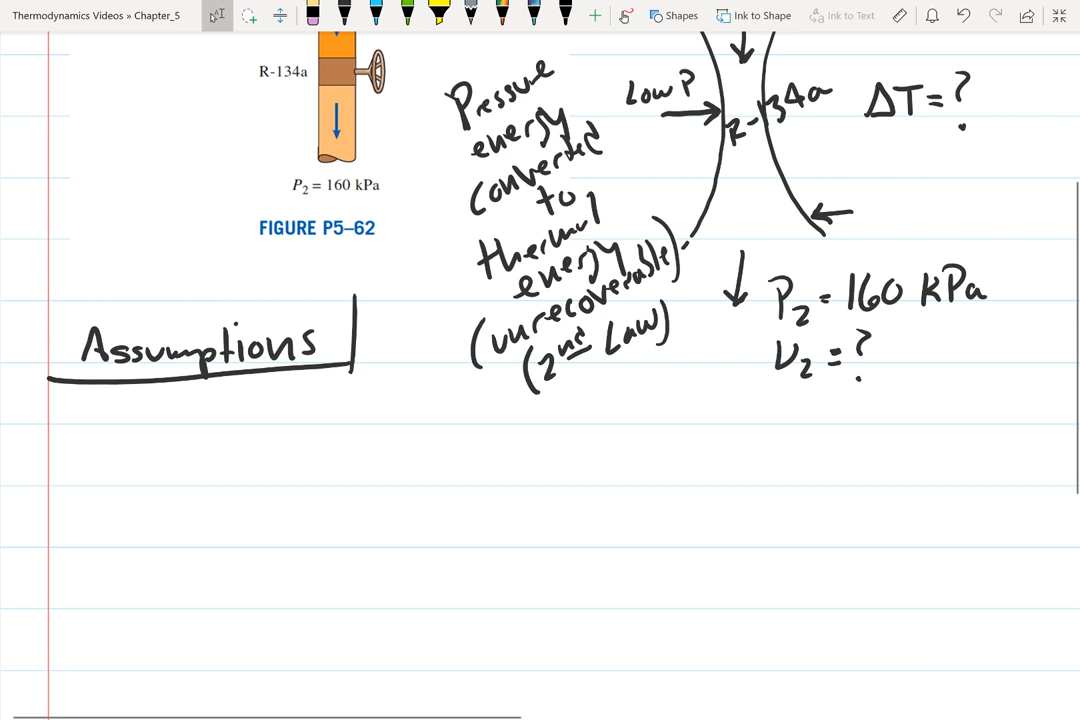 Thermodynamics Videos » Chapter_5
Shapes
Ink to Shape
Ink to Text
R-134a
P2 = 160 kPa
FIGURE P5–62
Pressure
energy
converted
to
thermal
energy
(unrecoverable)
(2nd Law)
Low P
R-134a
ΔT = ?
P2 = 160 kPa
V2 = ?
Assumptions